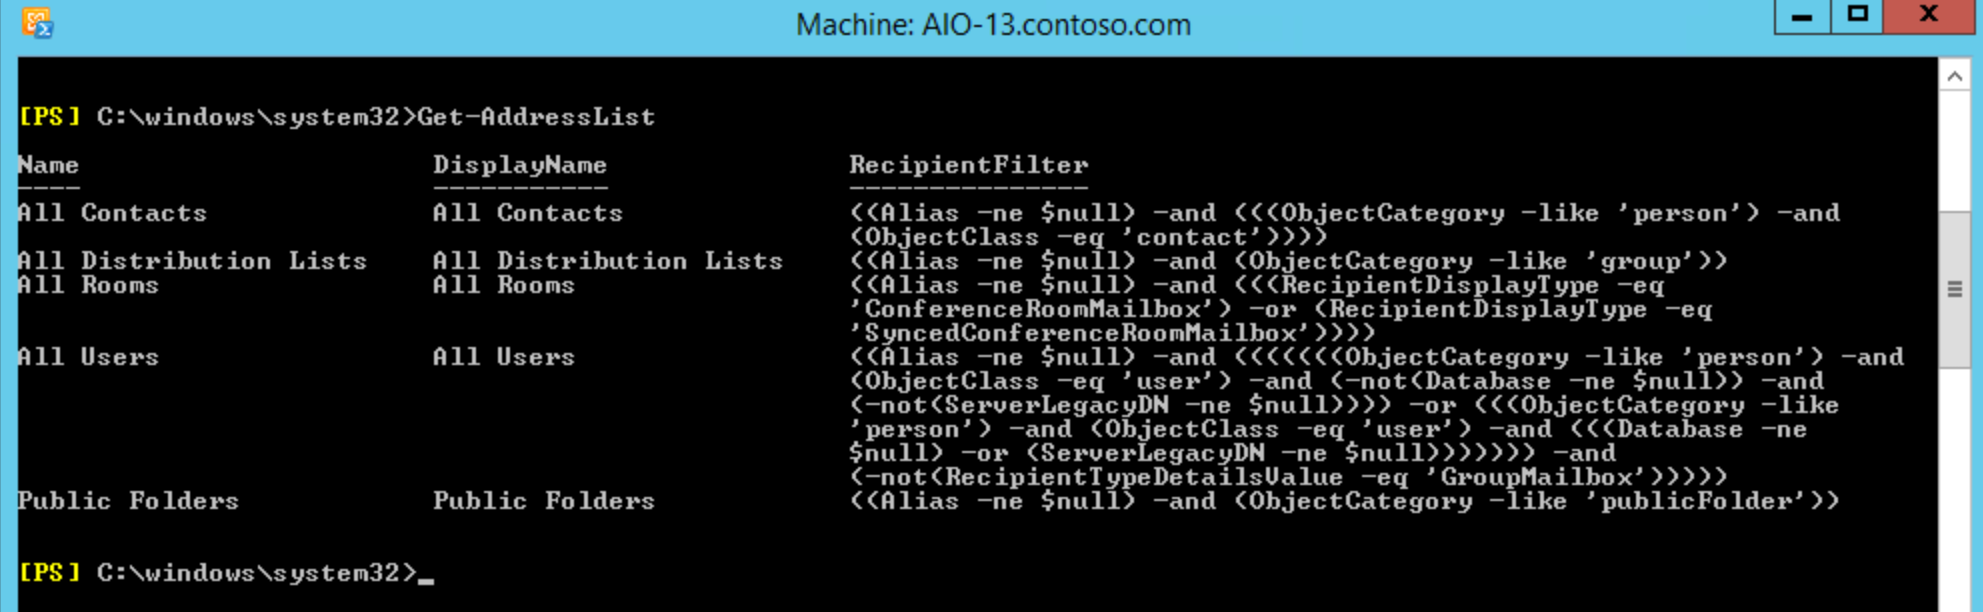 Machine: AIO-13.contoso.com
[PS] C:\windows\system32>Get-AddressList
Name DisplayName RecipientFilter
---- ----------- ---------------
All Contacts All Contacts ((Alias -ne $null) -and (((ObjectCategory -like 'person') -and
(ObjectClass -eq 'contact'))))
All Distribution Lists All Distribution Lists ((Alias -ne $null) -and (ObjectCategory -like 'group'))
All Rooms All Rooms ((Alias -ne $null) -and (((RecipientDisplayType -eq
'ConferenceRoomMailbox') -or (RecipientDisplayType -eq
'SyncedConferenceRoomMailbox'))))
All Users All Users ((Alias -ne $null) -and (((((((ObjectCategory -like 'person') -and
(ObjectClass -eq 'user') -and (-not(Database -ne $null)) -and
(-not(ServerLegacyDN -ne $null)))) -or (((ObjectCategory -like
'person') -and (ObjectClass -eq 'user') -and (((Database -ne
$null) -or (ServerLegacyDN -ne $null))))))) -and
(-not(RecipientTypeDetailsValue -eq 'GroupMailbox')))))
Public Folders Public Folders ((Alias -ne $null) -and (ObjectCategory -like 'publicFolder'))
[PS] C:\windows\system32>_